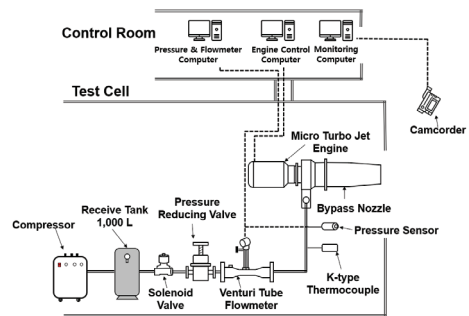 Control Room
Pressure & Flowmeter
Computer
Engine Control
Computer
Monitoring
Computer
Test Cell
Camcorder
Micro Turbo Jet
Engine
Bypass Nozzle
Pressure
Reducing Valve
Receive Tank
1,000 L
Compressor
Pressure Sensor
K-type
Thermocouple
Solenoid
Valve
Venturi Tube
Flowmeter